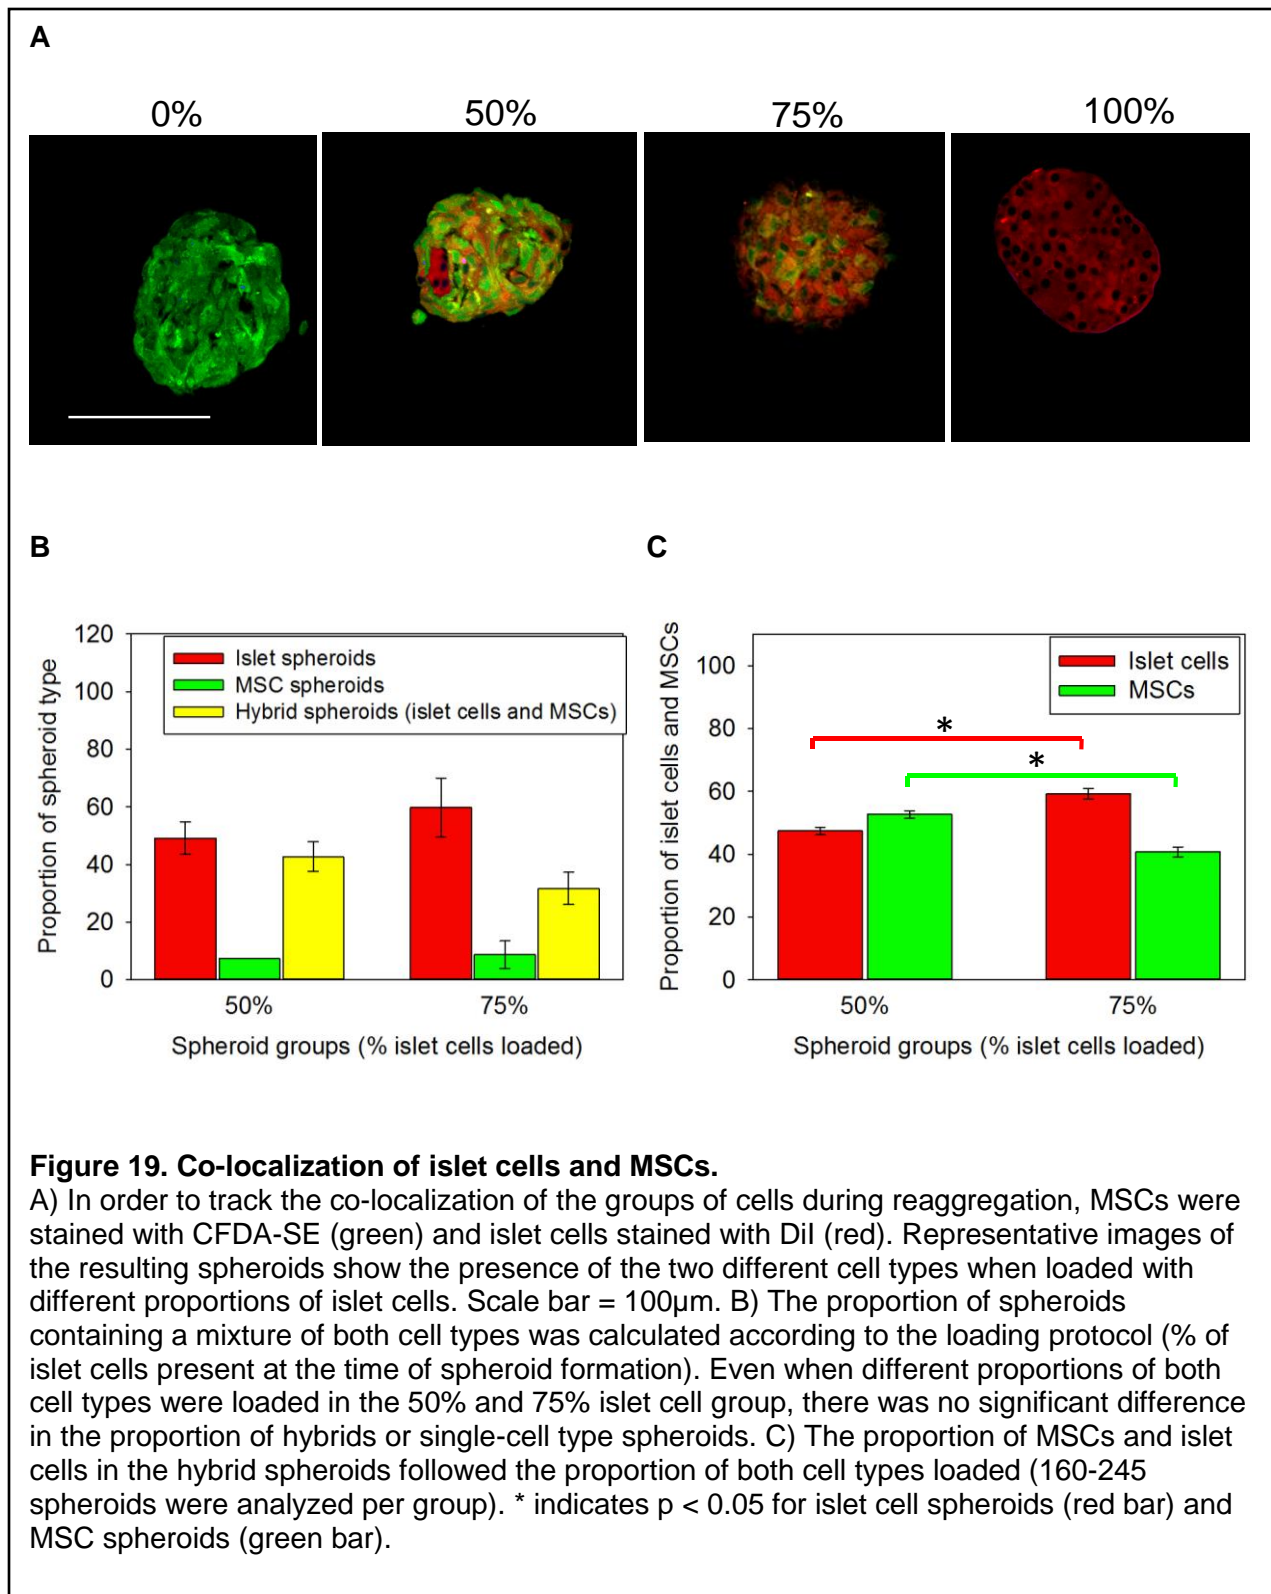 A
0% 50% 75% 100%
B C
Proportion of spheroid type
120
100
80
60
40
20
0
Islet spheroids
MSC spheroids
Hybrid spheroids (islet cells and MSCs)
50% 75%
Spheroid groups (% islet cells loaded)
Proportion of islet cells and MSCs
100
80
60
40
20
0
Islet cells
MSCs
*
*
50% 75%
Spheroid groups (% islet cells loaded)
Figure 19. Co-localization of islet cells and MSCs.
A) In order to track the co-localization of the groups of cells during reaggregation, MSCs were
stained with CFDA-SE (green) and islet cells stained with DiI (red). Representative images of
the resulting spheroids show the presence of the two different cell types when loaded with
different proportions of islet cells. Scale bar = 100µm. B) The proportion of spheroids
containing a mixture of both cell types was calculated according to the loading protocol (% of
islet cells present at the time of spheroid formation). Even when different proportions of both
cell types were loaded in the 50% and 75% islet cell group, there was no significant difference
in the proportion of hybrids or single-cell type spheroids. C) The proportion of MSCs and islet
cells in the hybrid spheroids followed the proportion of both cell types loaded (160-245
spheroids were analyzed per group). * indicates p < 0.05 for islet cell spheroids (red bar) and
MSC spheroids (green bar).